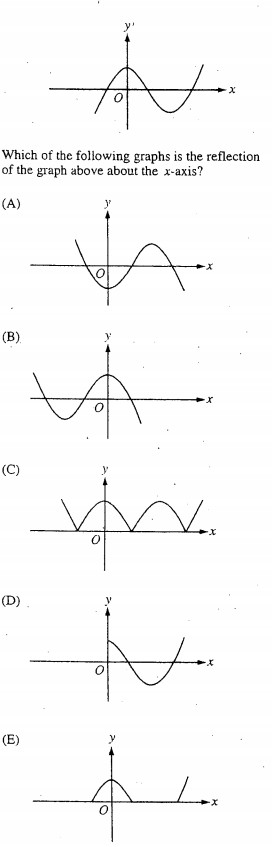 y
O
x
Which of the following graphs is the reflection
of the graph above about the x-axis?
(A)
y
O
x
(B)
y
O
x
(C)
y
O
x
(D)
y
O
x
(E)
y
O
x